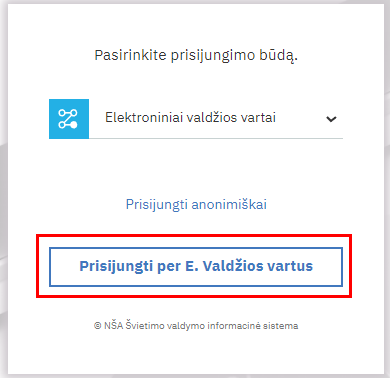 Pasirinkite prisijungimo būdą.
Elektroniniai valdžios vartai
Prisijungti anonimiškai
Prisijungti per E. Valdžios vartus
© NŠA Švietimo valdymo informacinė sistema